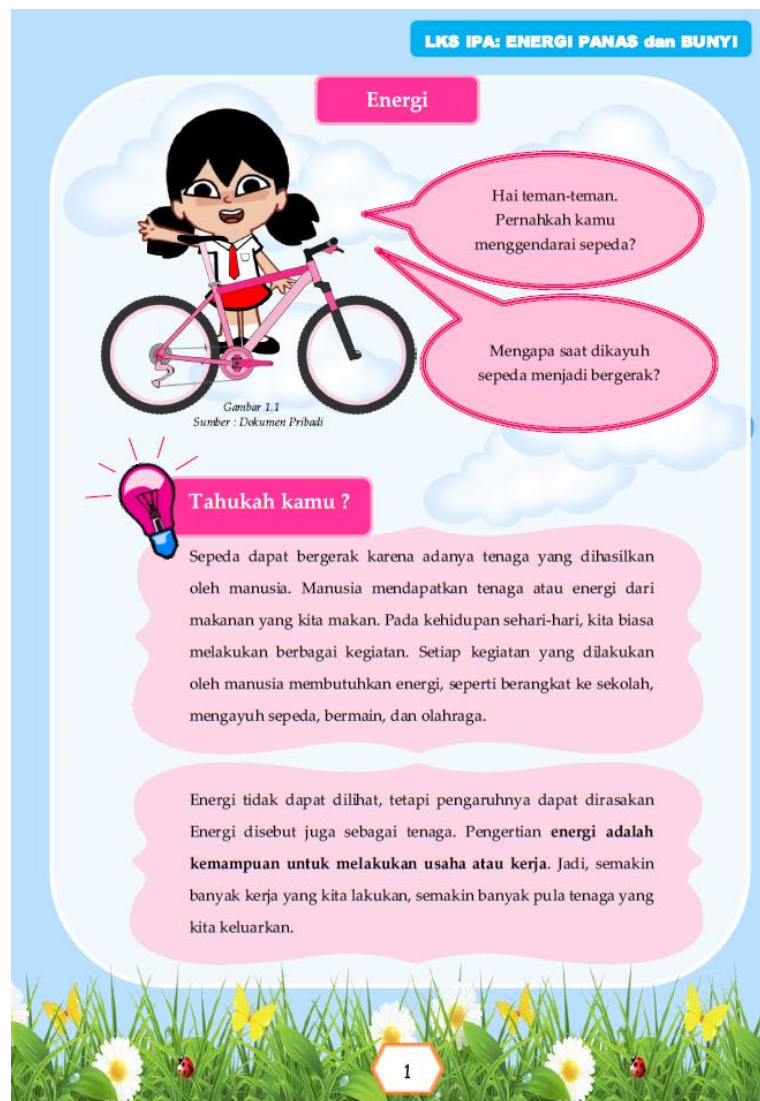 LKS IPA: ENERGI PANAS dan BUNYI
Energi
Hai teman-teman.
Pernahkah kamu
menggendarai sepeda?
Mengapa saat dikayuh
sepeda menjadi bergerak?
Gambar 1.1
Sumber : Dokumen Pribadi
Tahukah kamu ?
Sepeda dapat bergerak karena adanya tenaga yang dihasilkan
oleh manusia. Manusia mendapatkan tenaga atau energi dari
makanan yang kita makan. Pada kehidupan sehari-hari, kita biasa
melakukan berbagai kegiatan. Setiap kegiatan yang dilakukan
oleh manusia membutuhkan energi, seperti berangkat ke sekolah,
mengayuh sepeda, bermain, dan olahraga.
Energi tidak dapat dilihat, tetapi pengaruhnya dapat dirasakan
Energi disebut juga sebagai tenaga. Pengertian energi adalah
kemampuan untuk melakukan usaha atau kerja. Jadi, semakin
banyak kerja yang kita lakukan, semakin banyak pula tenaga yang
kita keluarkan.
1